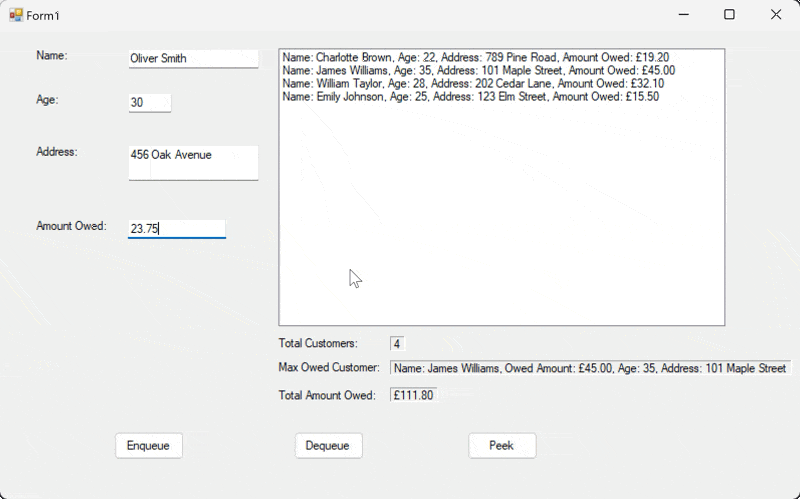 Form1
Name:
Oliver Smith
Age:
30
Address:
456 Oak Avenue
Amount Owed:
23.75
Name: Charlotte Brown, Age: 22, Address: 789 Pine Road, Amount Owed: £19.20
Name: James Williams, Age: 35, Address: 101 Maple Street, Amount Owed: £45.00
Name: William Taylor, Age: 28, Address: 202 Cedar Lane, Amount Owed: £32.10
Name: Emily Johnson, Age: 25, Address: 123 Elm Street, Amount Owed: £15.50
Total Customers:
4
Max Owed Customer:
Name: James Williams, Owed Amount: £45.00, Age: 35, Address: 101 Maple Street
Total Amount Owed:
£111.80
Enqueue
Dequeue
Peek